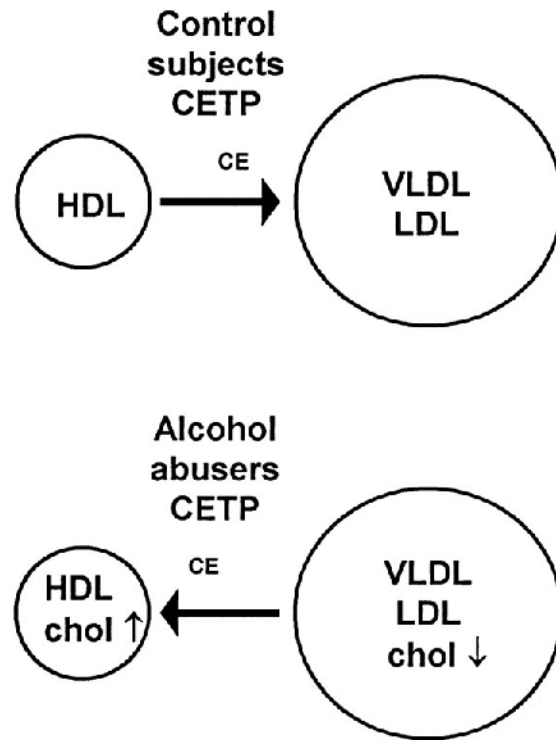 Control
subjects
CETP
CE
HDL
VLDL
LDL
Alcohol
abusers
CETP
CE
HDL
chol ↑
VLDL
LDL
chol ↓